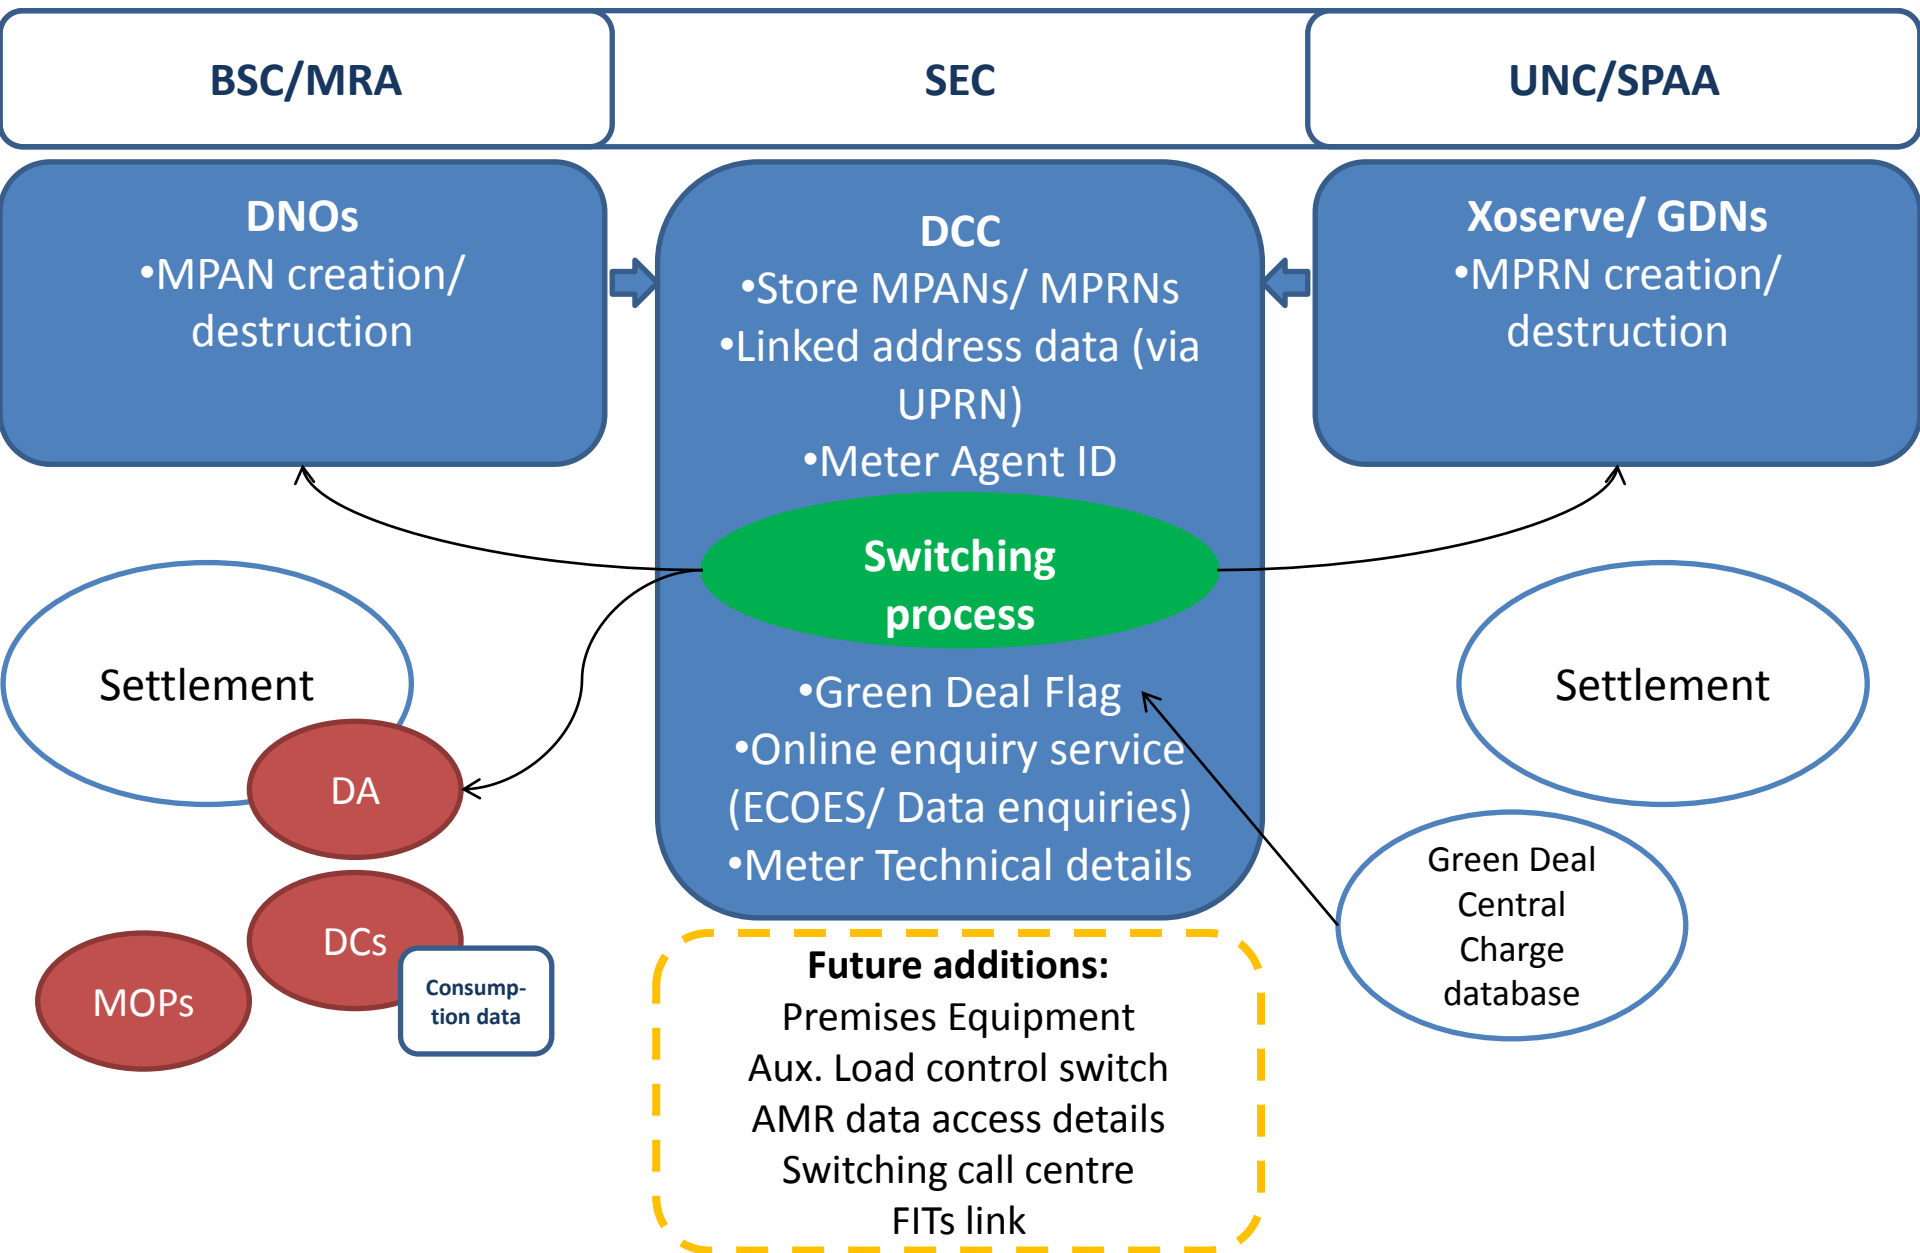 BSC/MRA
SEC
UNC/SPAA
DNOs
•MPAN creation/
destruction
DCC
•Store MPANs/ MPRNs
•Linked address data (via
UPRN)
•Meter Agent ID
Switching
process
•Green Deal Flag
•Online enquiry service
(ECOES/ Data enquiries)
•Meter Technical details
Xoserve/ GDNs
•MPRN creation/
destruction
Settlement
DA
DCs
MOPs
Consump-
tion data
Settlement
Green Deal
Central
Charge
database
Future additions:
Premises Equipment
Aux. Load control switch
AMR data access details
Switching call centre
FITs link